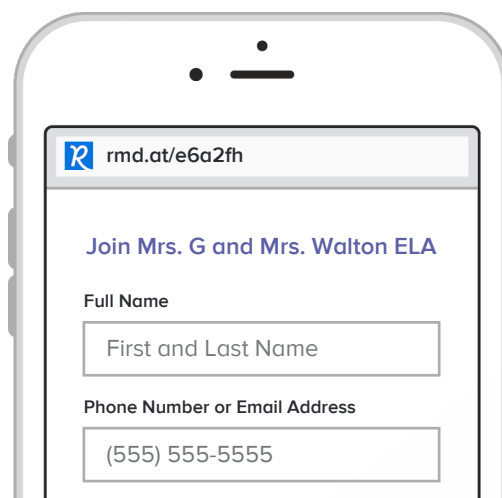 rmd.at/e6a2fh
Join Mrs. G and Mrs. Walton ELA
Full Name
First and Last Name
Phone Number or Email Address
(555) 555-5555